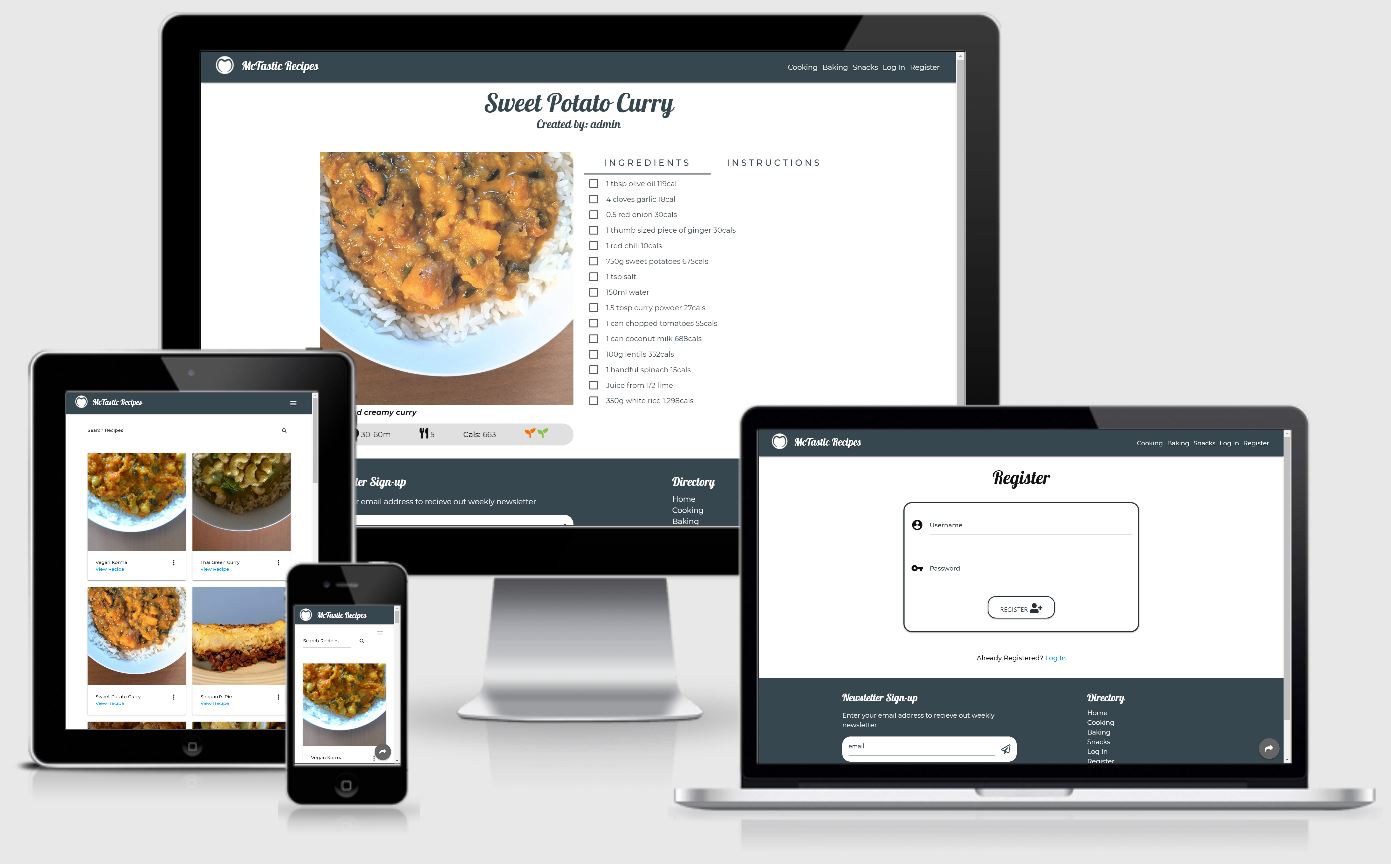 McTastic Recipes
Cooking Baking Snacks Log In Register
Sweet Potato Curry
Created by: admin
INGREDIENTS INSTRUCTIONS
1 tbsp olive oil 119cal
4 cloves garlic 18cal
0.5 red onion 30cals
1 thumb sized piece of ginger 30cals
1 red chili 10cals
750g sweet potatoes 675cals
1 tsp salt
150ml water
1.5 tbsp curry powder 27cals
1 can chopped tomatoes 55cals
1 can coconut milk 688cals
100g lentils 352cals
1 handful spinach 15cals
Juice from 1/2 lime
350g white rice 1,298cals
d creamy curry
30-60m 5 Cals: 663
ter Sign-up
r email address to recieve out weekly newsletter
Directory
Home
Cooking
Baking
McTastic Recipes
Search Recipes
Vegan Korma
View Recipe
Thai Green Curry
View Recipe
Sweet Potato Curry
View Recipe
Shepard's Pie
View Recipe
McTastic Recipes
Search Recipes
Vegan Korma
McTastic Recipes
Cooking Baking Snacks Log In Register
Register
Username
Password
REGISTER
Already Registered? Log In
Newsletter Sign-up
Enter your email address to recieve out weekly
newsletter
email
Directory
Home
Cooking
Baking
Snacks
Log In
Register